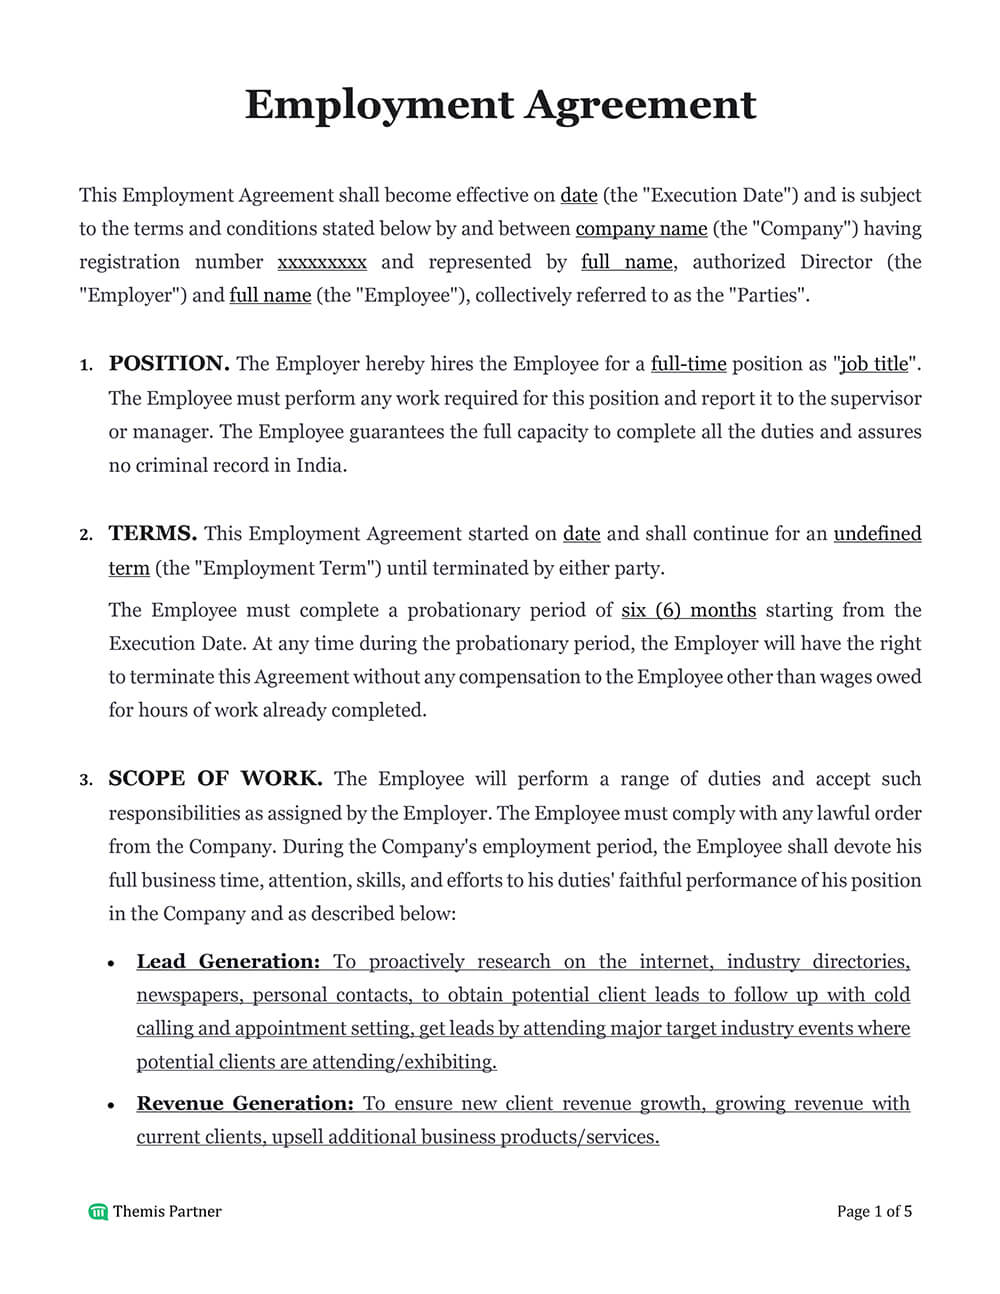 Employment Agreement
This Employment Agreement shall become effective on date (the "Execution Date") and is subject
to the terms and conditions stated below by and between company name (the "Company") having
registration number xxxxxxxxx and represented by full name, authorized Director (the
"Employer") and full name (the "Employee"), collectively referred to as the "Parties".
1. POSITION. The Employer hereby hires the Employee for a full-time position as "job title".
The Employee must perform any work required for this position and report it to the supervisor
or manager. The Employee guarantees the full capacity to complete all the duties and assures
no criminal record in India.
2. TERMS. This Employment Agreement started on date and shall continue for an undefined
term (the "Employment Term") until terminated by either party.
The Employee must complete a probationary period of six (6) months starting from the
Execution Date. At any time during the probationary period, the Employer will have the right
to terminate this Agreement without any compensation to the Employee other than wages owed
for hours of work already completed.
3. SCOPE OF WORK. The Employee will perform a range of duties and accept such
responsibilities as assigned by the Employer. The Employee must comply with any lawful order
from the Company. During the Company's employment period, the Employee shall devote his
full business time, attention, skills, and efforts to his duties' faithful performance of his position
in the Company and as described below:
• Lead Generation: To proactively research on the internet, industry directories,
newspapers, personal contacts, to obtain potential client leads to follow up with cold
calling and appointment setting, get leads by attending major target industry events where
potential clients are attending/exhibiting.
• Revenue Generation: To ensure new client revenue growth, growing revenue with
current clients, upsell additional business products/services.
Themis Partner
Page 1 of 5